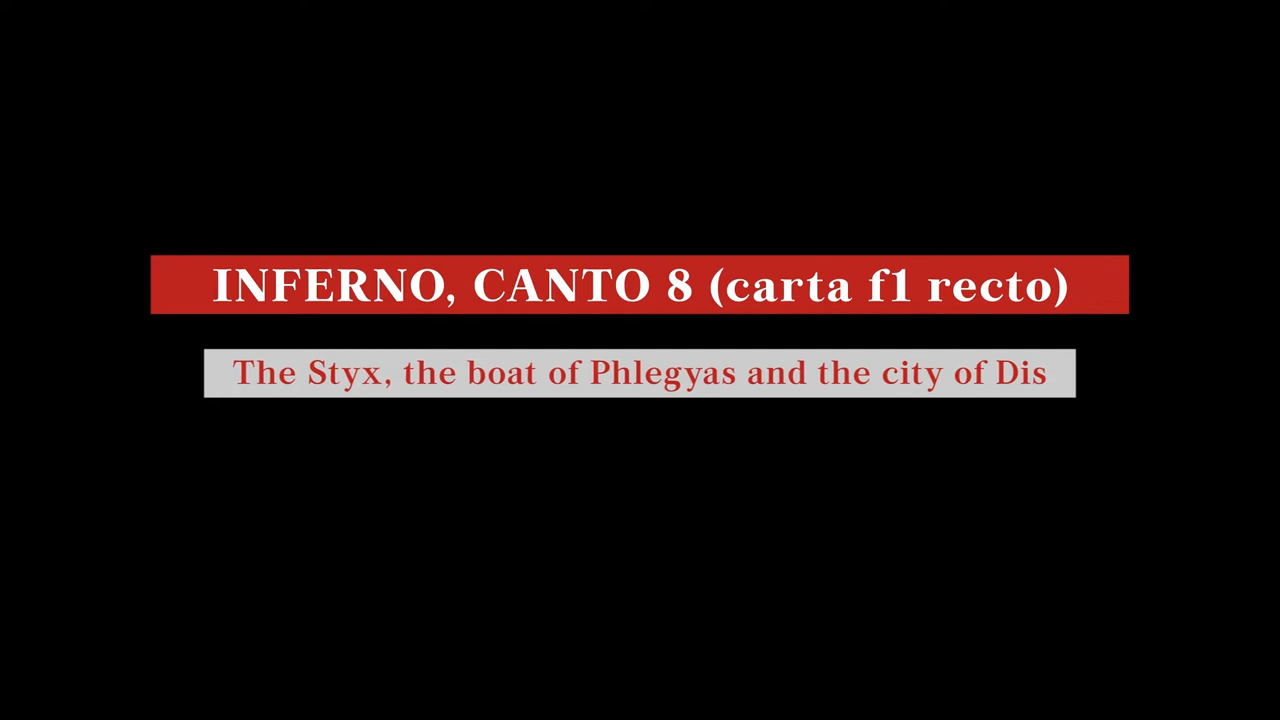 INFERNO, CANTO 8 (carta f1 recto)
The Styx, the boat of Phlegyas and the city of Dis